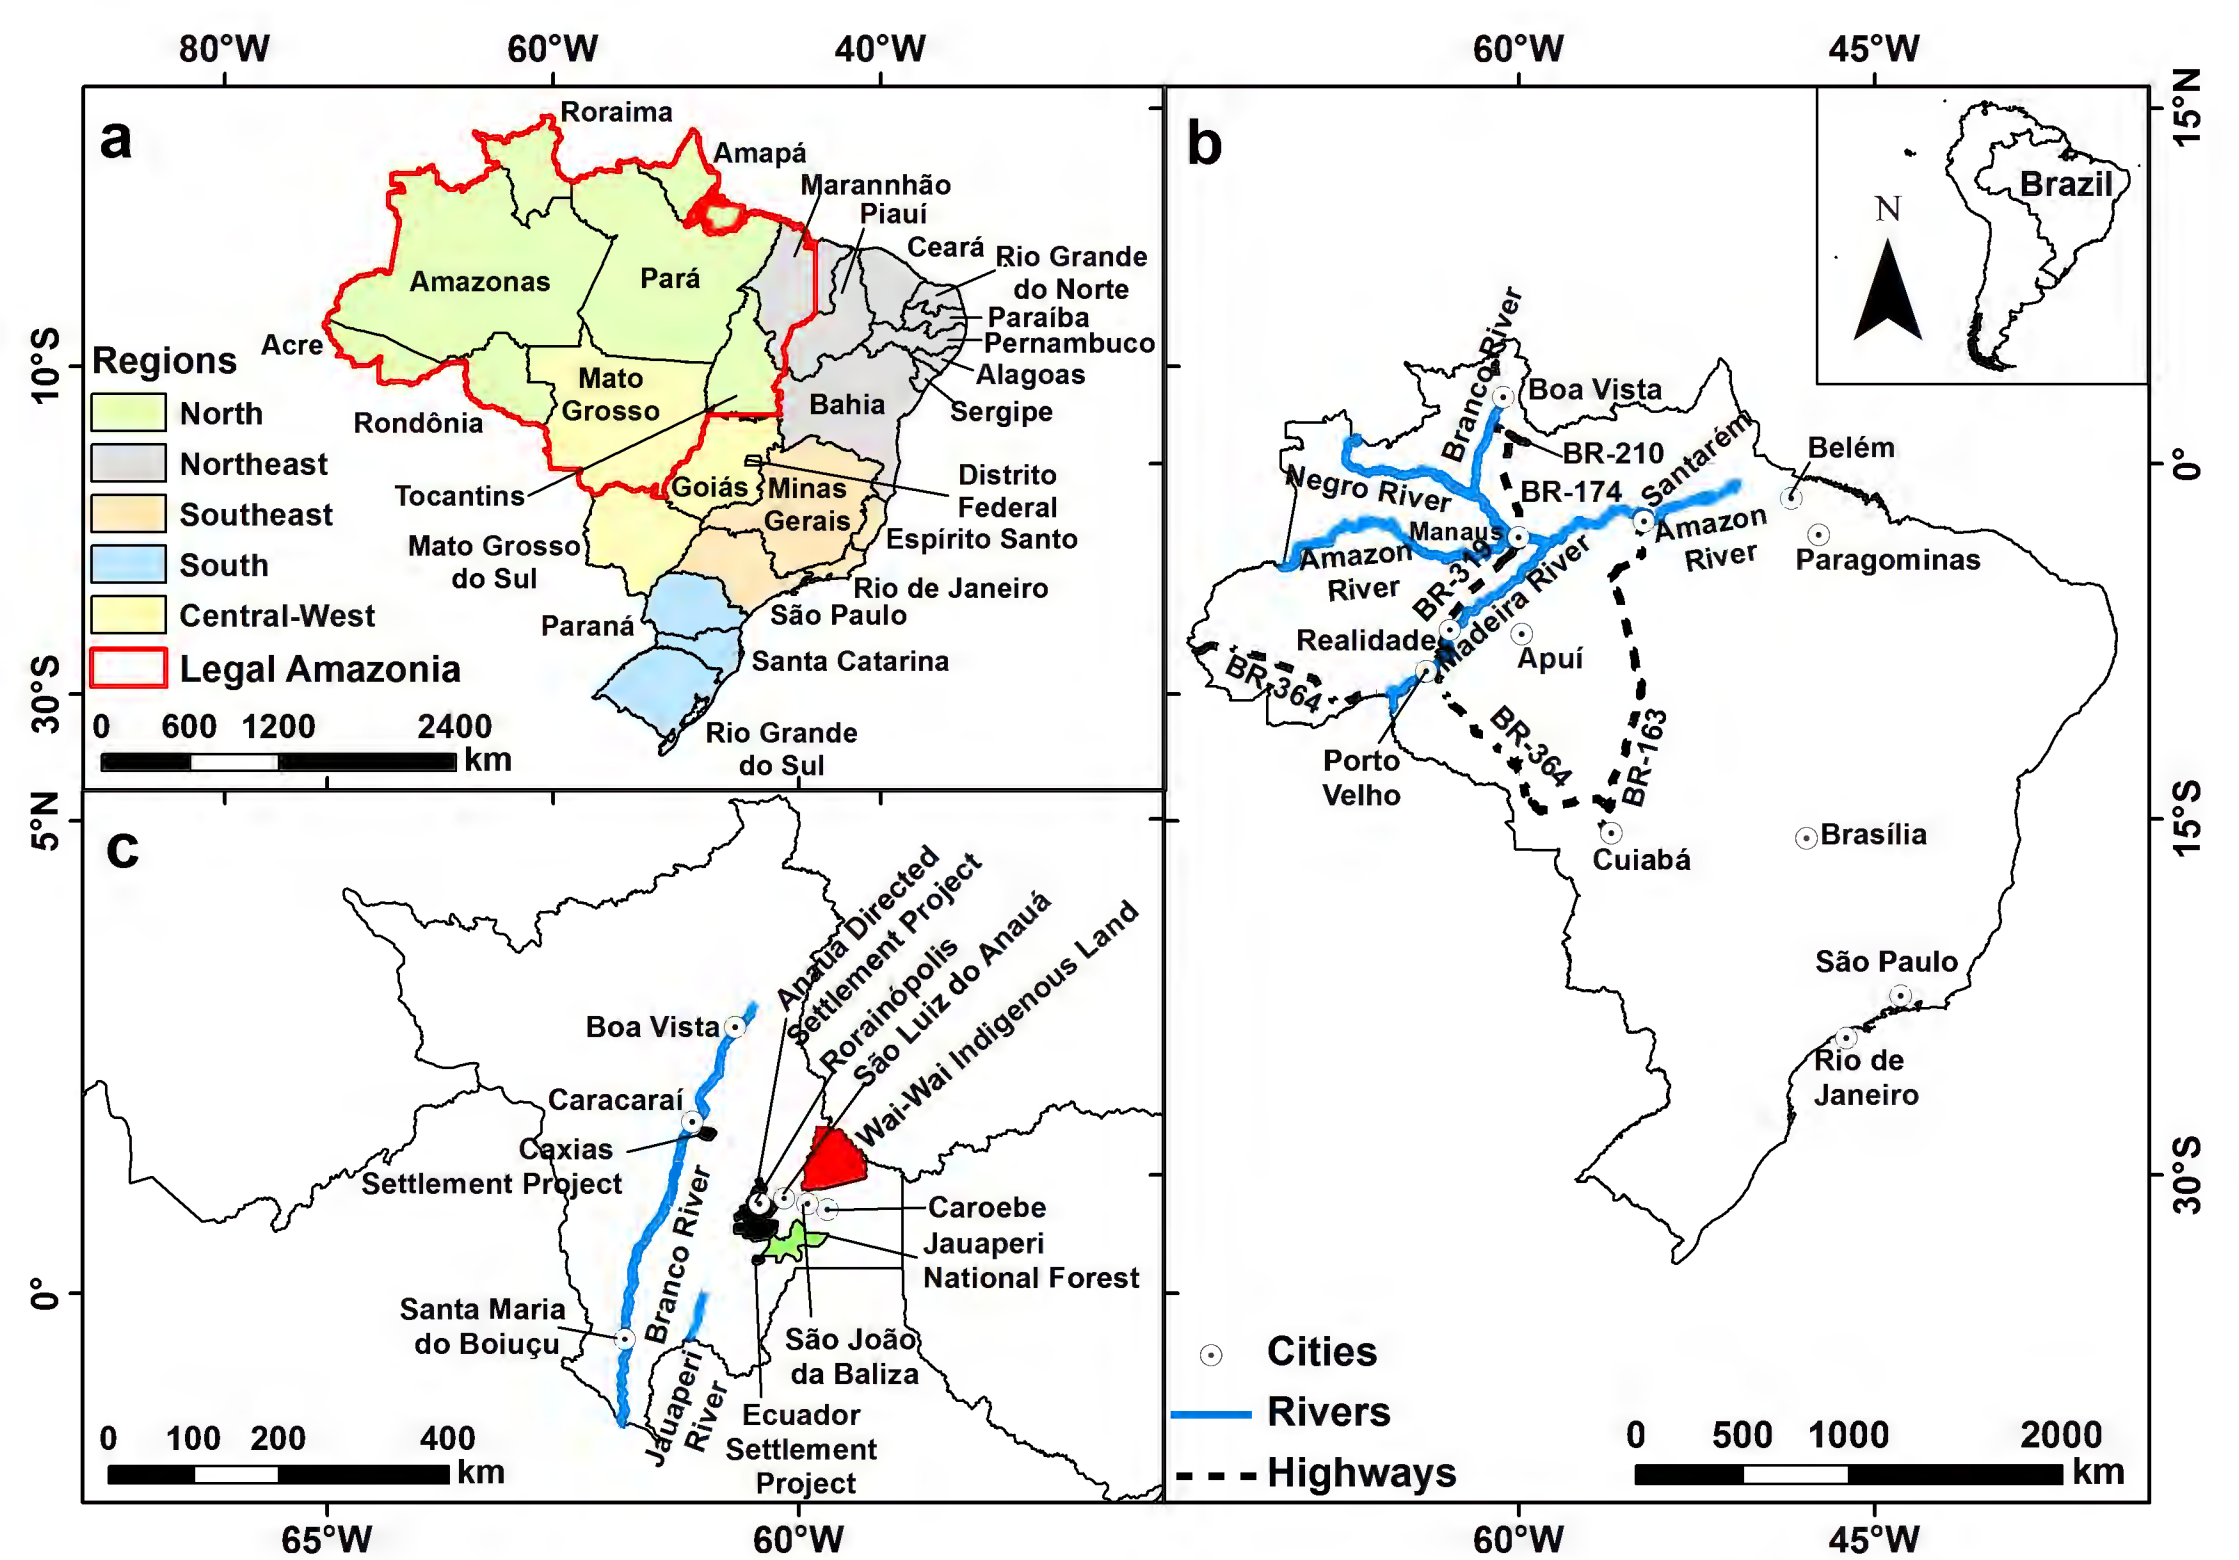 80°W
60°W
40°W
60°W
45°W
a
Roraima
Amapá
Marannhão
Piauí
Ceará
Rio Grande
do Norte
Paraíba
Pernambuco
Alagoas
Sergipe
Amazonas
Pará
Acre
Rondônia
Mato
Grosso
Bahia
Tocantins
Goiás
Minas
Gerais
Distrito
Federal
Espírito Santo
Mato Grosso
do Sul
Rio de Janeiro
São Paulo
Paraná
Santa Catarina
Rio Grande
do Sul
Regions
North
Northeast
Southeast
South
Central-West
Legal Amazonia
0 600 1200 2400
km
10°S
30°S
b
Brazil
N
Branco River
Boa Vista
BR-210
Negro River
BR-174
Santarém
Belém
Manaus
Amazon
River
Amazon
River
Paragominas
BR-319
Madeira River
Realidade
Apuí
BR-364
Porto
Velho
BR-364
BR-163
Cuiabá
Brasília
São Paulo
Rio de
Janeiro
Cities
Rivers
Highways
0 500 1000 2000
km
15°N
0°
15°S
30°S
c
Anauá Directed
Settlement Project
Rorainópolis
São Luiz do Anauá
Wai-Wai Indigenous Land
Boa Vista
Caracaraí
Caxias
Settlement Project
Branco River
Caroebe
Jauaperi
National Forest
Santa Maria
do Boiuçu
São João
da Baliza
Jauaperi
River
Ecuador
Settlement
Project
0 100 200 400
km
5°N
0°
65°W
60°W
60°W
45°W